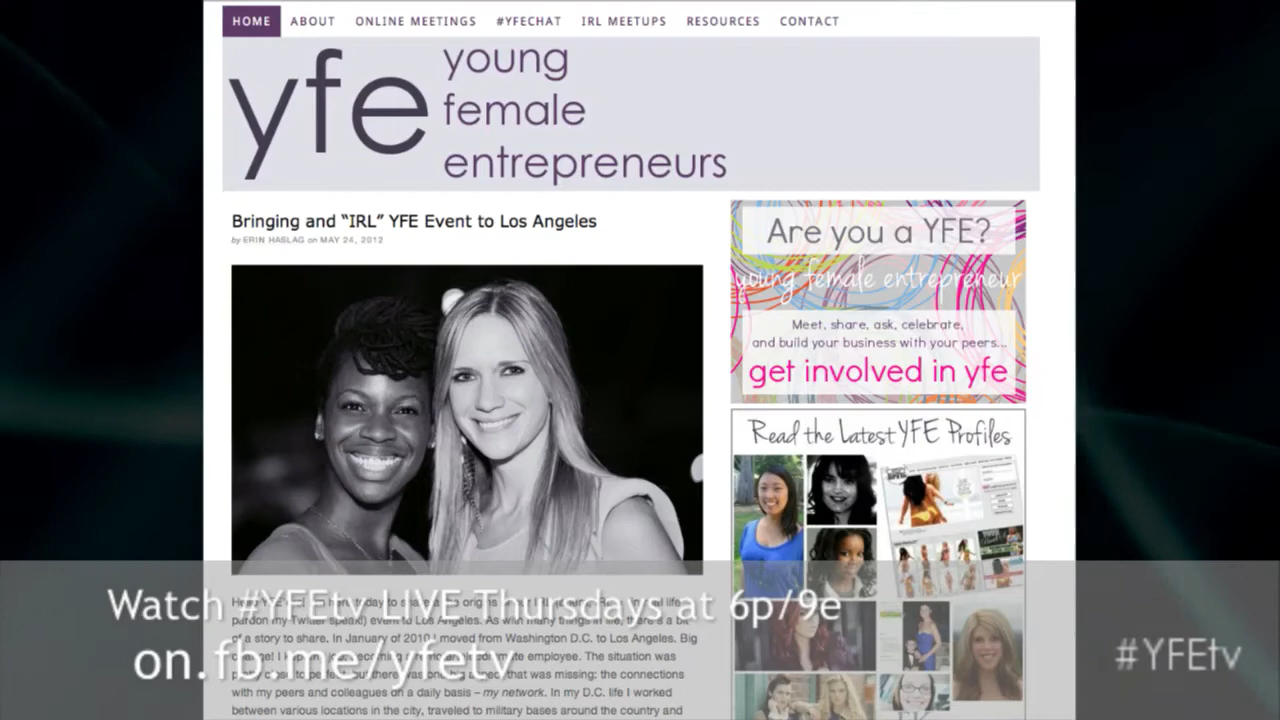 HOME ABOUT ONLINE MEETINGS #YFECHAT IRL MEETUPS RESOURCES CONTACT
yfe
young
female
entrepreneurs
Bringing and “IRL” YFE Event to Los Angeles
by ERIN HASLAG on MAY 24, 2012
Are you a YFE?
young female entrepreneur
Meet, share, ask, celebrate,
and build your business with your peers...
get involved in yfe
Read the Latest YFE Profiles
pardon my Twitter speak) event to Los Angeles. As with many things in life, there's a bit
of a story to share. In January of 2010 I moved from Washington D.C. to Los Angeles. Big
employee. The situation was
that was missing: the connections
with my peers and colleagues on a daily basis – my network. In my D.C. life I worked
between various locations in the city, traveled to military bases around the country and
Watch #YFEtv LIVE Thursdays at 6p/9e
on.fb.me/yfetv
#YFEtv